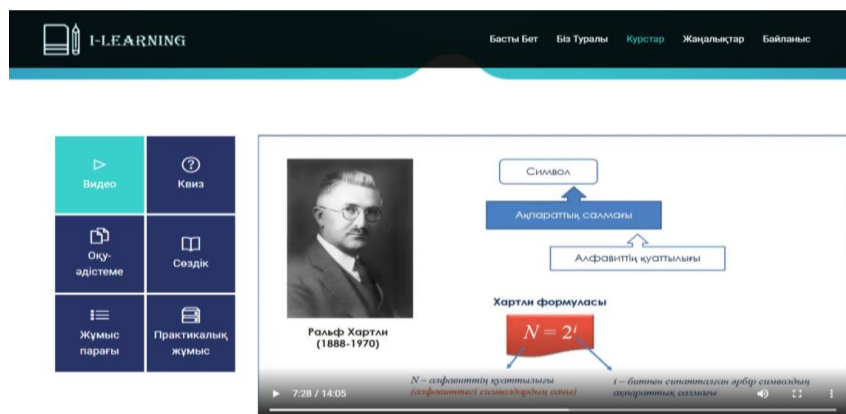 I-LEARNING
Басты Бет Біз Туралы Курстар Жаңалықтар Байланыс
Видео
Квиз
Оқу-
әдістеме
Сөздік
Жұмыс
парағы
Практикалық
жұмыс
Символ
Ақпараттық салмағы
Алфавиттің қуаттылығы
Хартли формуласы
N = 2ⁱ
Ральф Хартли
(1888-1970)
N – алфавиттің қуаттылығы
(алфавиттегі символдардың саны)
i – битпен сипатталған әрбір символдың
ақпараттық салмағы
7:28 / 14:05